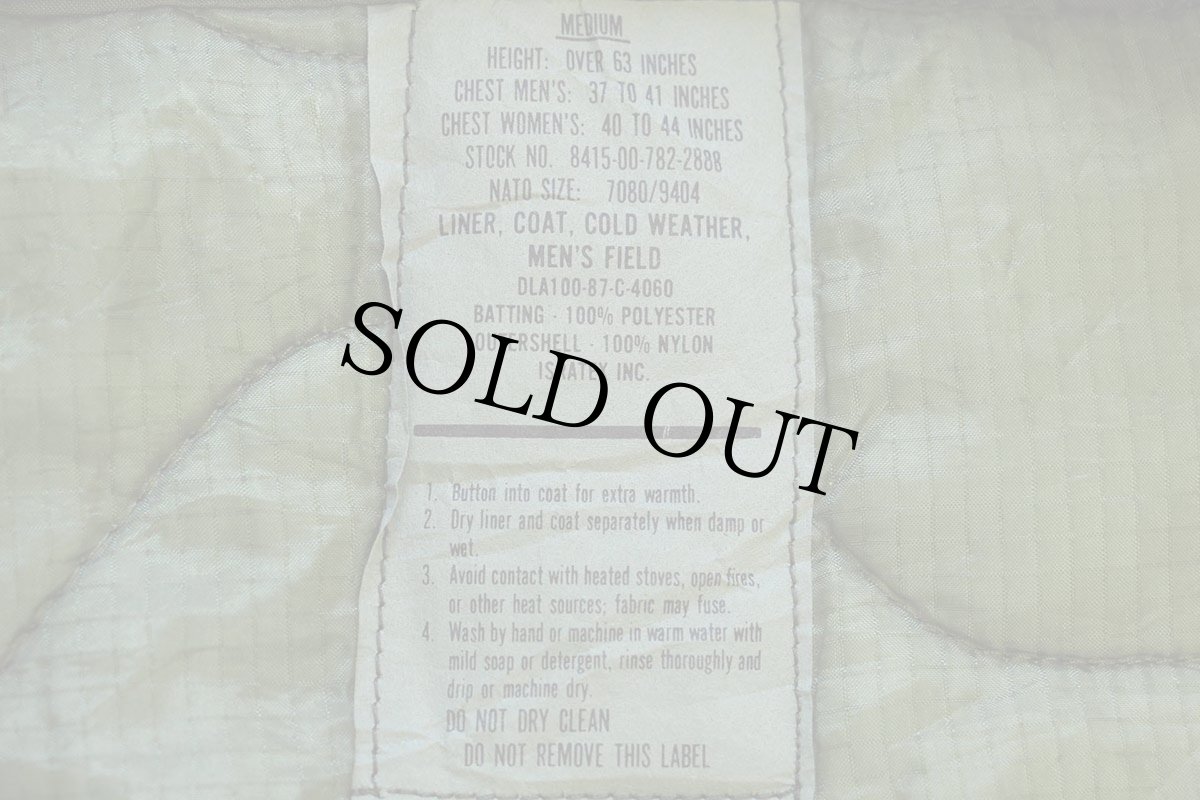 MEDIUM
HEIGHT: OVER 63 INCHES
CHEST MEN'S: 37 TO 41 INCHES
CHEST WOMEN'S: 40 TO 44 INCHES
STOCK NO. 8415-00-782-2888
NATO SIZE: 7080/9404
LINER, COAT, COLD WEATHER,
MEN'S FIELD
DLA100-87-C-4060
BATTING - 100% POLYESTER
OUTERSHELL - 100% NYLON
ISRATEX INC.
SOLD OUT
1. Button into coat for extra warmth.
2. Dry liner and coat separately when damp or
wet.
3. Avoid contact with heated stoves, open fires,
or other heat sources; fabric may fuse.
4. Wash by hand or machine in warm water with
mild soap or detergent, rinse thoroughly and
drip or machine dry.
DO NOT DRY CLEAN
DO NOT REMOVE THIS LABEL